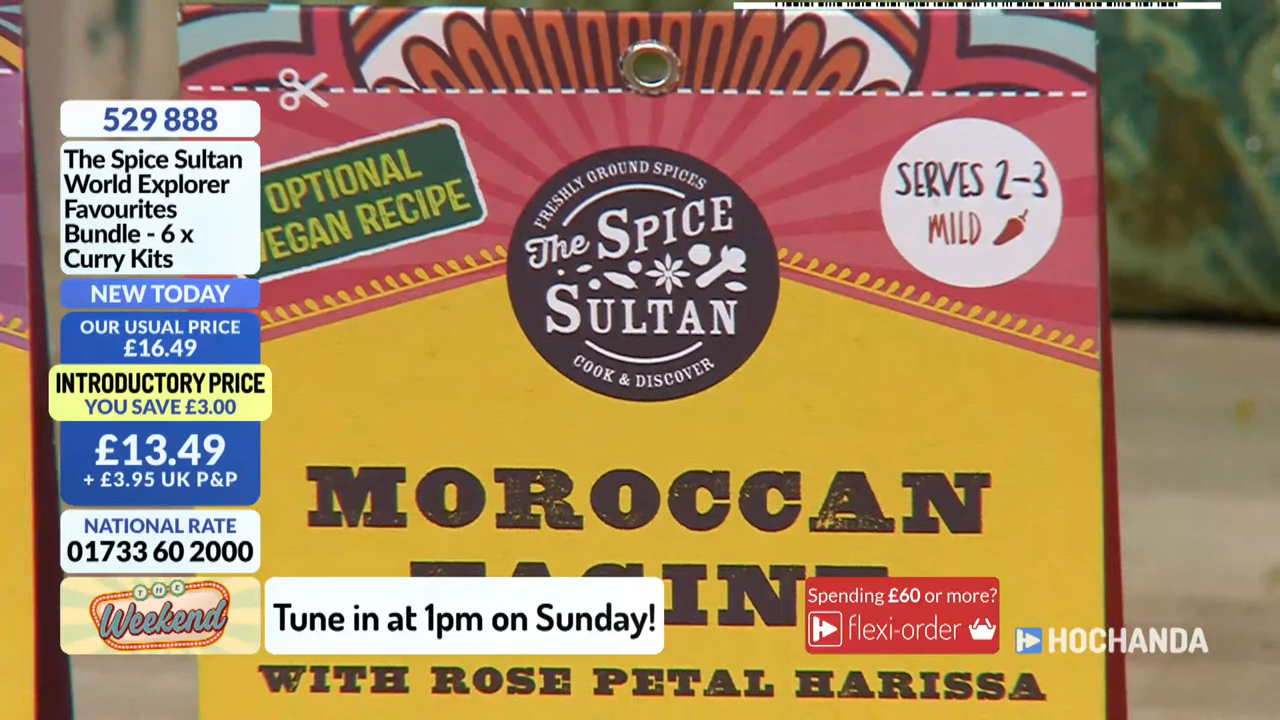 529 888
The Spice Sultan
World Explorer
Favourites
Bundle - 6 x
Curry Kits
NEW TODAY
OUR USUAL PRICE
£16.49
INTRODUCTORY PRICE
YOU SAVE £3.00
£13.49
+ £3.95 UK P&P
NATIONAL RATE
01733 60 2000
THE
Weekend
Tune in at 1pm on Sunday!
Spending £60 or more?
flexi-order
HOCHANDA
OPTIONAL
VEGAN RECIPE
FRESHLY GROUND SPICES
The SPICE
SULTAN
COOK & DISCOVER
SERVES 2-3
MILD
MOROCCAN
TAGINE
WITH ROSE PETAL HARISSA